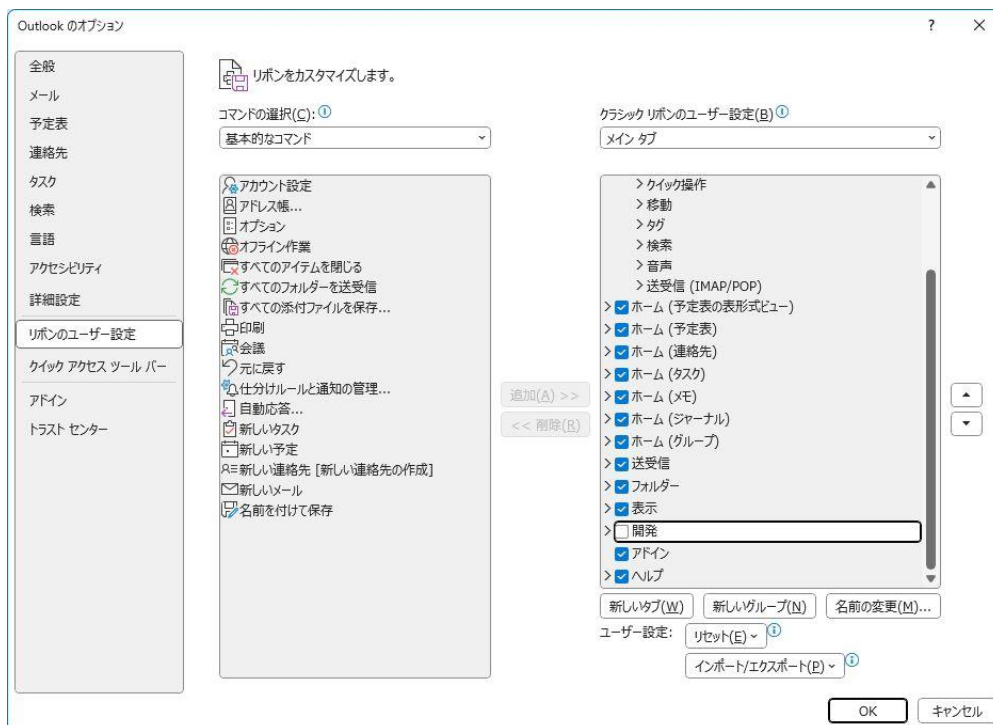 Outlook のオプション
? ×
全般
メール
予定表
連絡先
タスク
検索
言語
アクセシビリティ
詳細設定
リボンのユーザー設定
クイック アクセス ツール バー
アドイン
トラスト センター
リボンをカスタマイズします。
コマンドの選択(C):
基本的なコマンド
アカウント設定
アドレス帳...
オプション
オフライン作業
すべてのアイテムを閉じる
すべてのフォルダーを送受信
すべての添付ファイルを保存...
印刷
会議
元に戻す
仕分けルールと通知の管理...
自動応答...
新しいタスク
新しい予定
新しい連絡先 [新しい連絡先の作成]
新しいメール
名前を付けて保存
追加(A) >>
<< 削除(R)
クラシック リボンのユーザー設定(B)
メイン タブ
クイック操作
移動
タグ
検索
音声
送受信 (IMAP/POP)
ホーム (予定表の表形式ビュー)
ホーム (予定表)
ホーム (連絡先)
ホーム (タスク)
ホーム (メモ)
ホーム (ジャーナル)
ホーム (グループ)
送受信
フォルダー
表示
開発
アドイン
ヘルプ
新しいタブ(W) 新しいグループ(N) 名前の変更(M)...
ユーザー設定: リセット(E)
インポート/エクスポート(P)
OK キャンセル